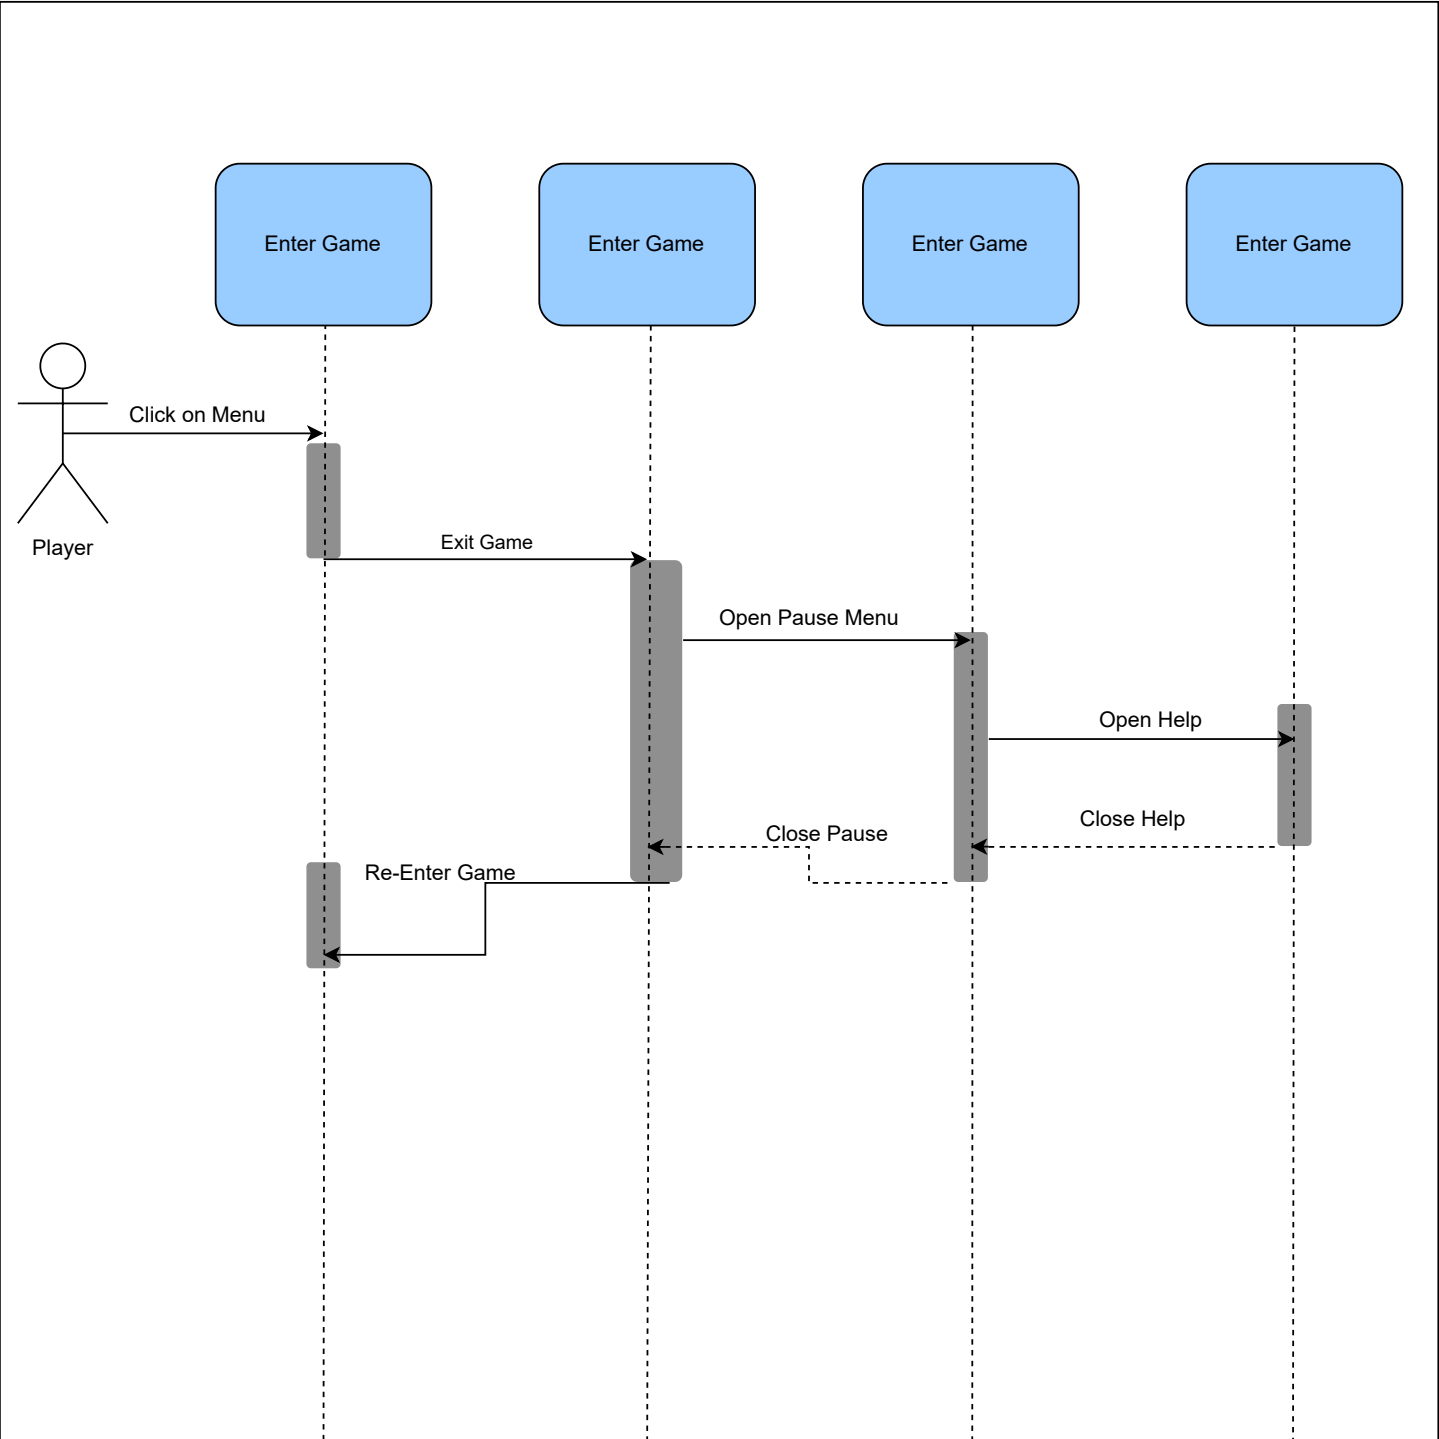 Enter Game
Enter Game
Enter Game
Enter Game
Click on Menu
Player
Exit Game
Open Pause Menu
Open Help
Close Help
Close Pause
Re-Enter Game